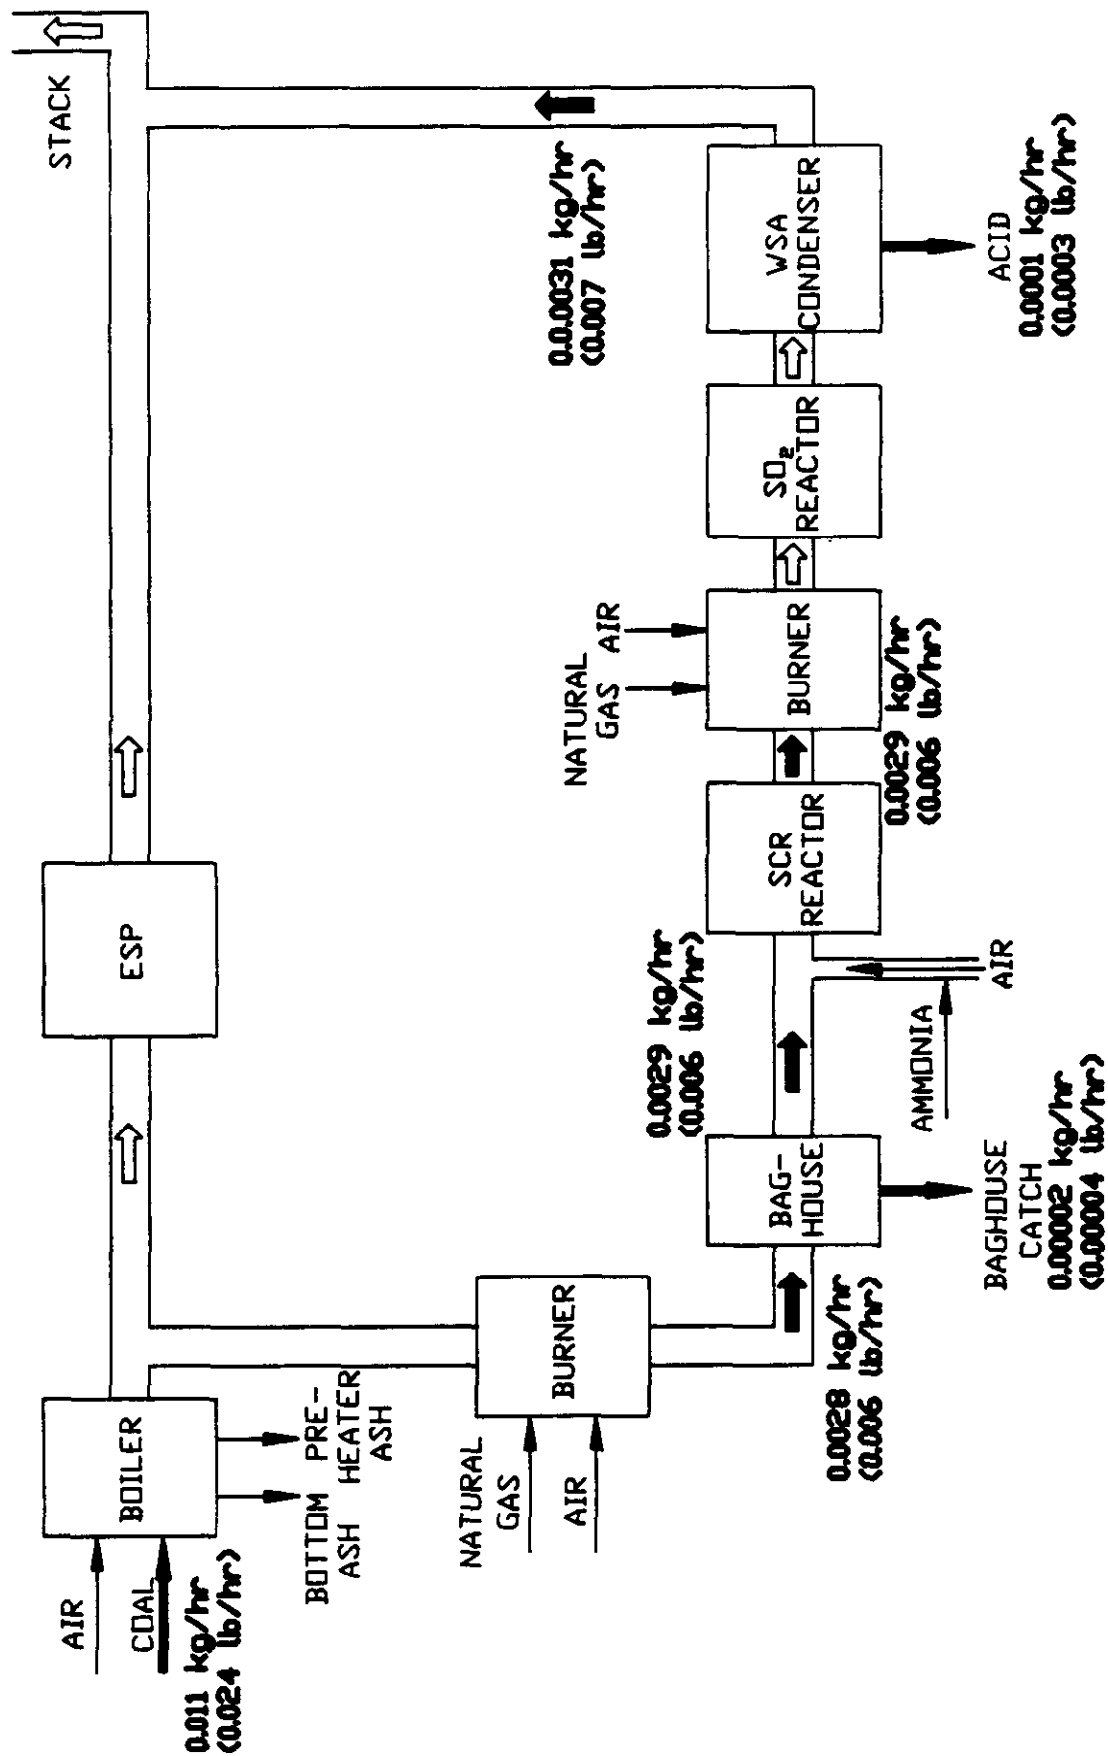 STACK
ESP
BOILER
AIR
COAL
0.011 kg/hr
(0.024 lb/hr)
BOTTOM
ASH
PRE-
HEATER
ASH
NATURAL
GAS
AIR
BURNER
0.0028 kg/hr
(0.006 lb/hr)
BAG-
HOUSE
BAGHOUSE
CATCH
0.00002 kg/hr
(0.00004 lb/hr)
0.0029 kg/hr
(0.006 lb/hr)
AMMONIA
AIR
SCR
REACTOR
0.0029 kg/hr
(0.006 lb/hr)
NATURAL
GAS
AIR
BURNER
SO₂
REACTOR
WSA
CONDENSER
ACID
0.0001 kg/hr
(0.0003 lb/hr)
0.0.0031 kg/hr
(0.007 lb/hr)